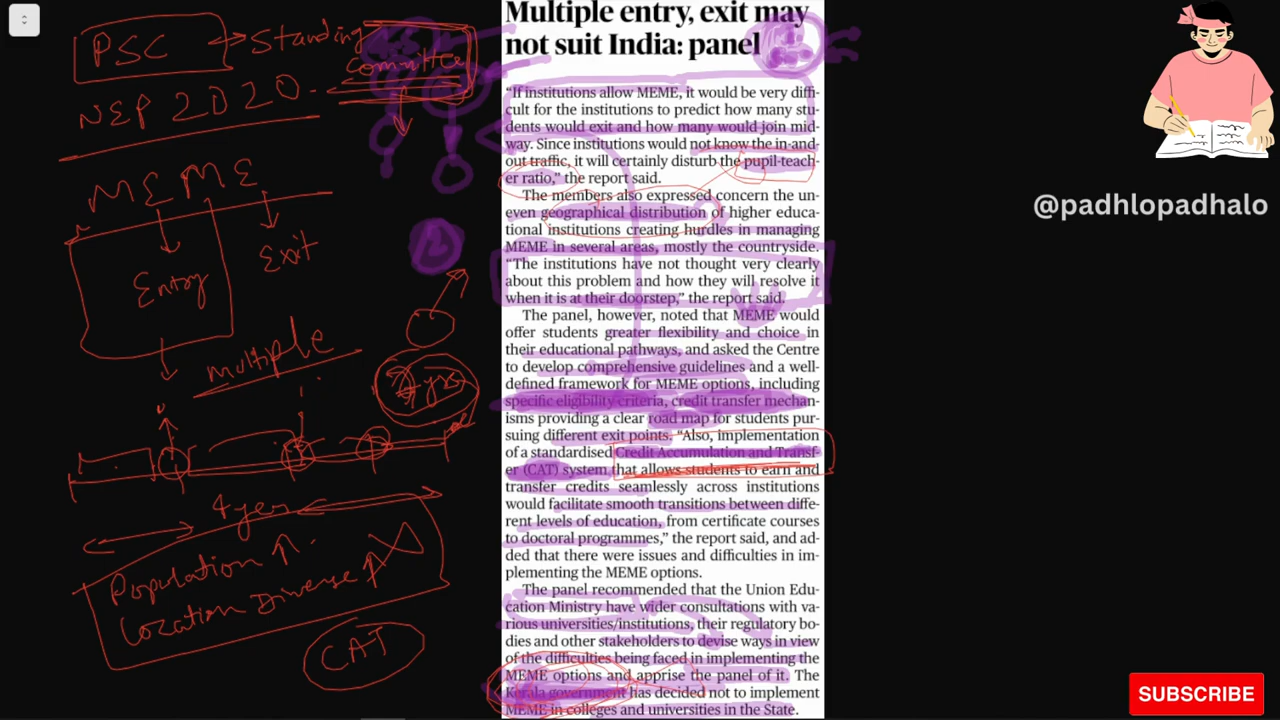 PSC → Standing
Committee
NEP 2020.
MEME
Entry
Exit
multiple
4 year
Population ↑
Location Diverse ↑
CAT
Multiple entry, exit may
not suit India: panel
“If institutions allow MEME, it would be very diffi-
cult for the institutions to predict how many stu-
dents would exit and how many would join mid-
way. Since institutions would not know the in-and-
out traffic, it will certainly disturb the pupil-teach-
er ratio,” the report said.
The members also expressed concern the un-
even geographical distribution of higher educa-
tional institutions creating hurdles in managing
MEME in several areas, mostly the countryside.
“The institutions have not thought very clearly
about this problem and how they will resolve it
when it is at their doorstep,” the report said.
The panel, however, noted that MEME would
offer students greater flexibility and choice in
their educational pathways, and asked the Centre
to develop comprehensive guidelines and a well-
defined framework for MEME options, including
specific eligibility criteria, credit transfer mechan-
isms providing a clear road map for students pur-
suing different exit points. “Also, implementation
of a standardised Credit Accumulation and Transf-
er (CAT) system that allows students to earn and
transfer credits seamlessly across institutions
would facilitate smooth transitions between diffe-
rent levels of education, from certificate courses
to doctoral programmes,” the report said, and ad-
ded that there were issues and difficulties in im-
plementing the MEME options.
The panel recommended that the Union Edu-
cation Ministry have wider consultations with va-
rious universities/institutions, their regulatory bo-
dies and other stakeholders to devise ways in view
of the difficulties being faced in implementing the
MEME options and apprise the panel of it. The
Kerala government has decided not to implement
MEME in colleges and universities in the State.
@padhlopadhalo
SUBSCRIBE